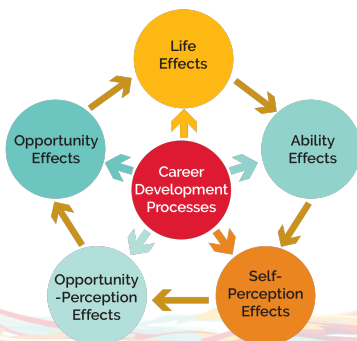 Life
Effects
Opportunity
Effects
Ability
Effects
Career
Development
Processes
Opportunity
-Perception
Effects
Self-
Perception
Effects